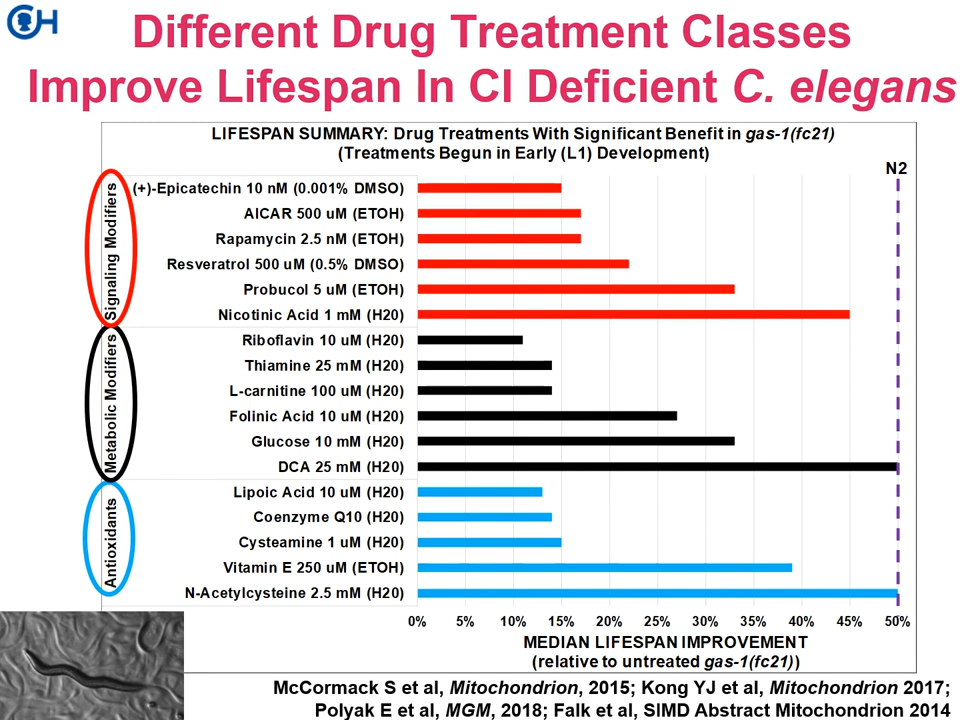 CH
Different Drug Treatment Classes
Improve Lifespan In CI Deficient C. elegans
LIFESPAN SUMMARY: Drug Treatments With Significant Benefit in gas-1(fc21)
(Treatments Begun in Early (L1) Development)
N2
Signaling Modifiers
(+)-Epicatechin 10 nM (0.001% DMSO)
AICAR 500 uM (ETOH)
Rapamycin 2.5 nM (ETOH)
Resveratrol 500 uM (0.5% DMSO)
Probucol 5 uM (ETOH)
Nicotinic Acid 1 mM (H20)
Metabolic Modifiers
Riboflavin 10 uM (H20)
Thiamine 25 mM (H20)
L-carnitine 100 uM (H20)
Folinic Acid 10 uM (H20)
Glucose 10 mM (H20)
DCA 25 mM (H20)
Antioxidants
Lipoic Acid 10 uM (H20)
Coenzyme Q10 (H20)
Cysteamine 1 uM (H20)
Vitamin E 250 uM (ETOH)
N-Acetylcysteine 2.5 mM (H20)
0% 5% 10% 15% 20% 25% 30% 35% 40% 45% 50%
MEDIAN LIFESPAN IMPROVEMENT
(relative to untreated gas-1(fc21))
McCormack S et al, Mitochondrion, 2015; Kong YJ et al, Mitochondrion 2017;
Polyak E et al, MGM, 2018; Falk et al, SIMD Abstract Mitochondrion 2014